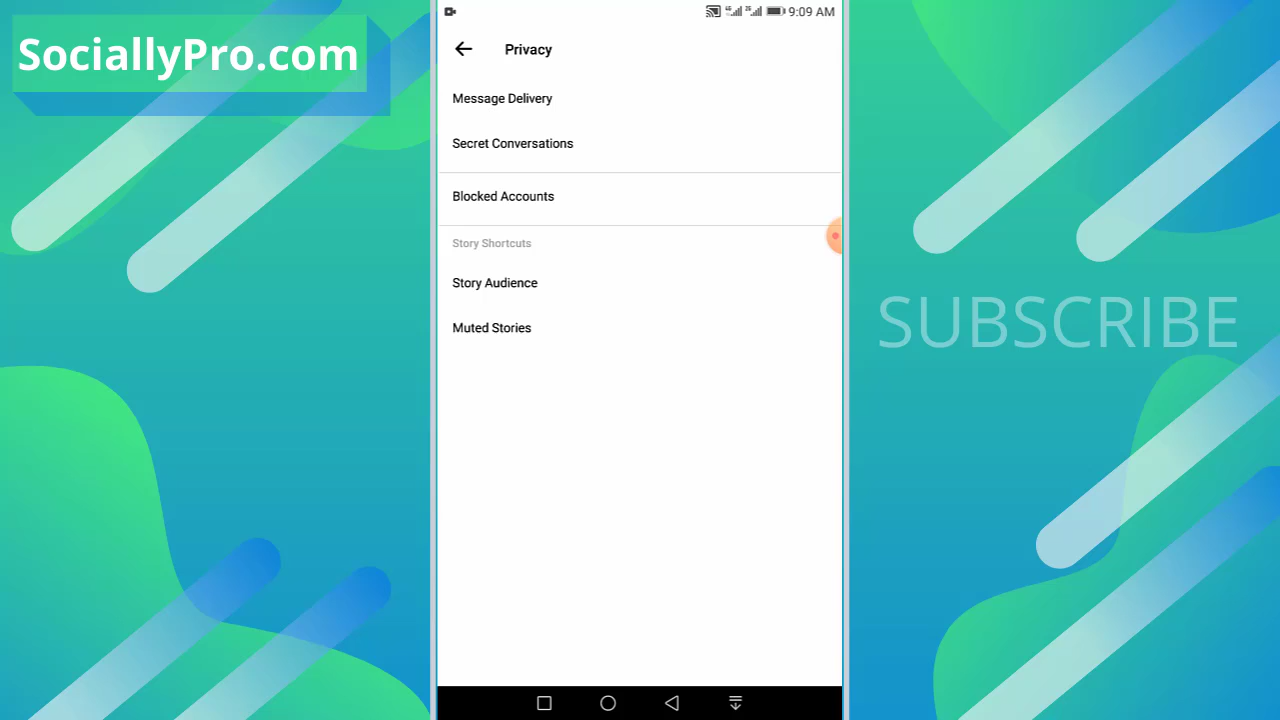 SociallyPro.com
9:09 AM
Privacy
Message Delivery
Secret Conversations
Blocked Accounts
Story Shortcuts
Story Audience
Muted Stories
SUBSCRIBE